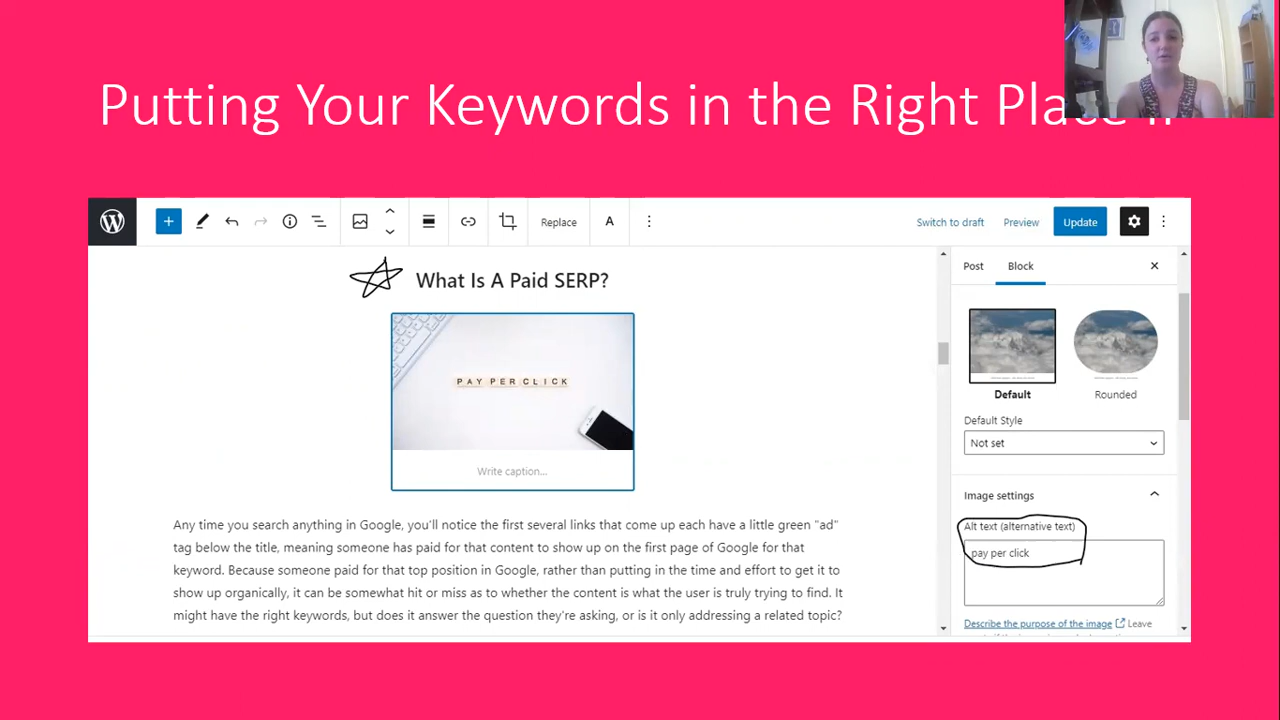 Putting Your Keywords in the Right Place
Replace
A
Switch to draft
Preview
Update
What Is A Paid SERP?
PAY PER CLICK
Write caption...
Any time you search anything in Google, you'll notice the first several links that come up each have a little green "ad"
tag below the title, meaning someone has paid for that content to show up on the first page of Google for that
keyword. Because someone paid for that top position in Google, rather than putting in the time and effort to get it to
show up organically, it can be somewhat hit or miss as to whether the content is what the user is truly trying to find. It
might have the right keywords, but does it answer the question they're asking, or is it only addressing a related topic?
Post
Block
Default
Rounded
Default Style
Not set
Image settings
Alt text (alternative text)
pay per click
Describe the purpose of the image Leave